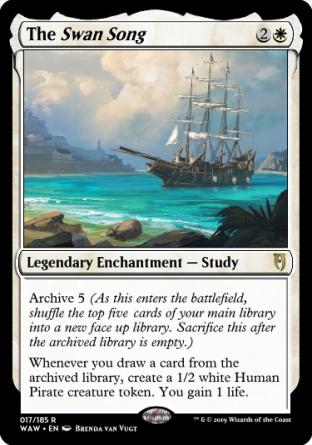 The Swan Song
2
Legendary Enchantment — Study
Archive 5 (As this enters the battlefield,
shuffle the top five cards of your main library
into a new face up library. Sacrifice this after
the archived library is empty.)
Whenever you draw a card from the
archived library, create a 1/2 white Human
Pirate creature token. You gain 1 life.
017/185 R
WAW • EN Brenda van Vugt
™ & © 2019 Wizards of the Coast